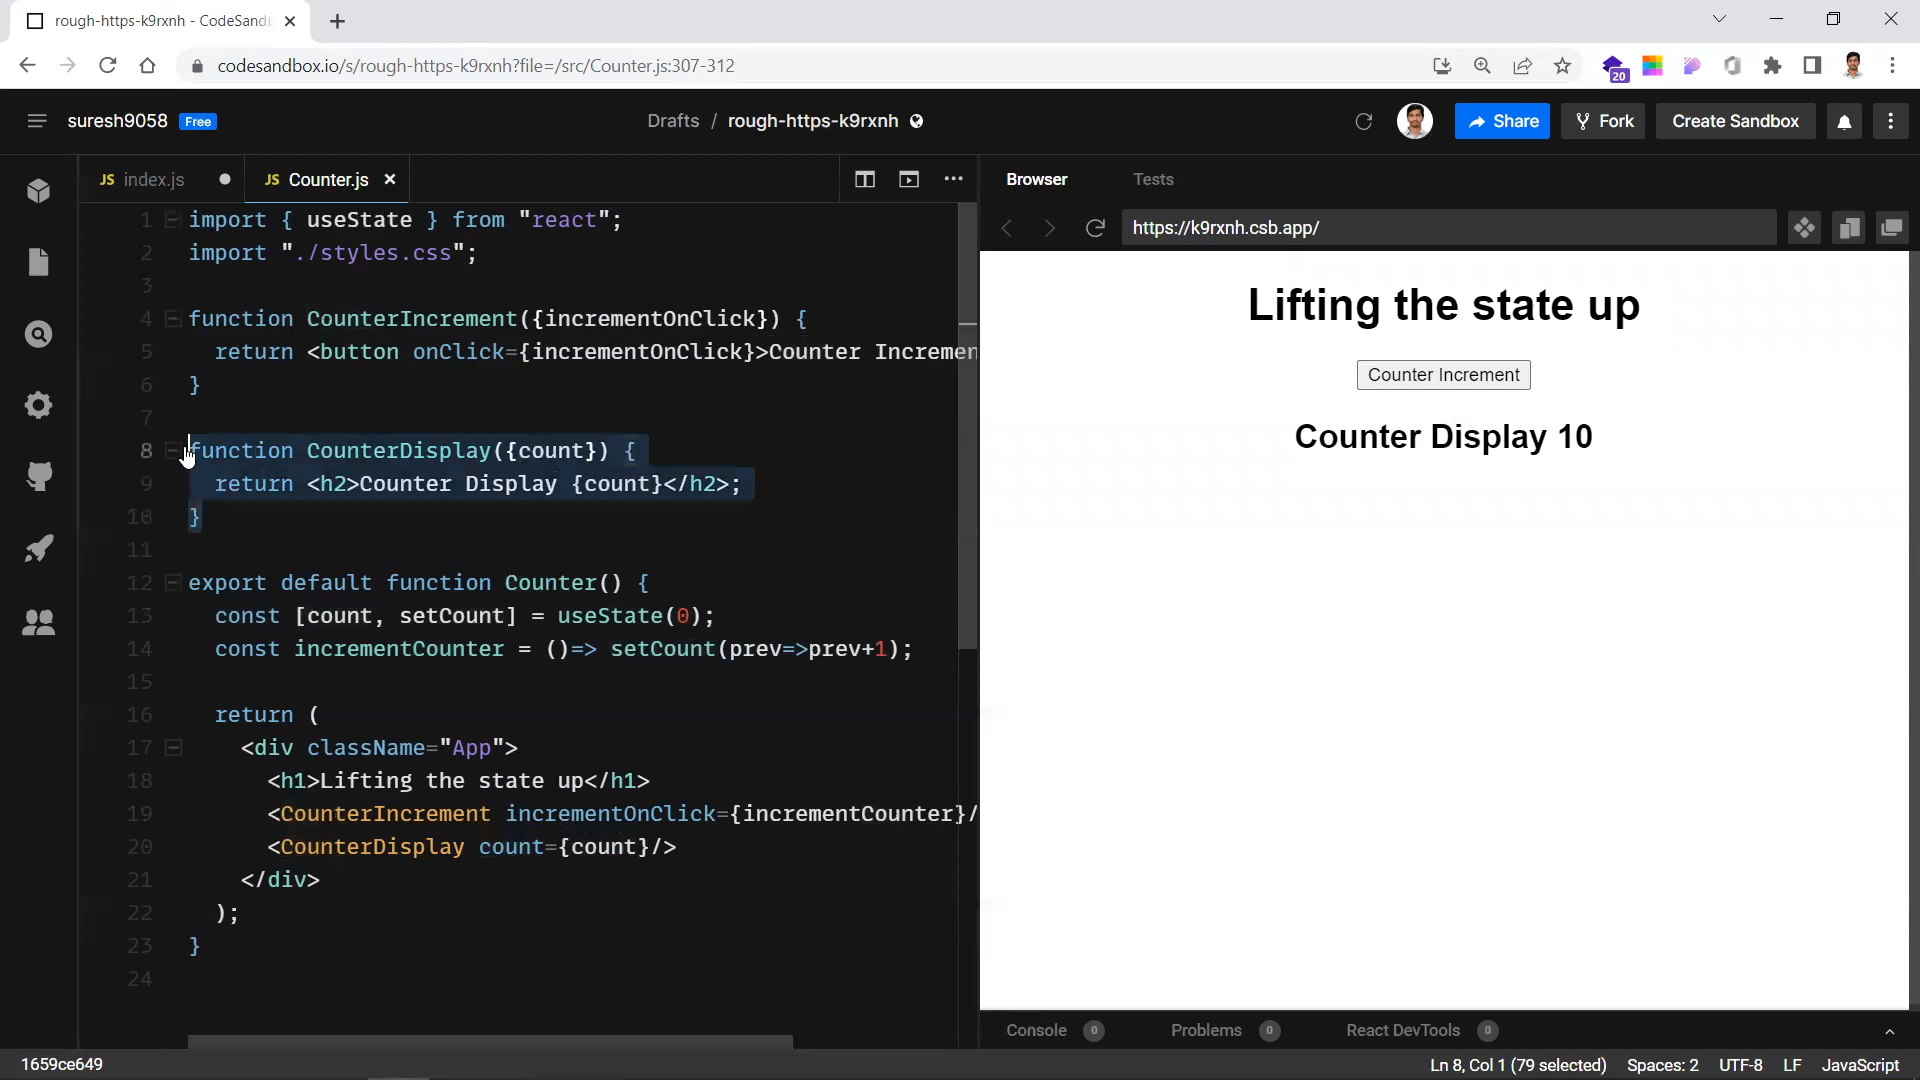 rough-https-k9rxnh - CodeSand
codesandbox.io/s/rough-https-k9rxnh?file=/src/Counter.js:307-312
20
suresh9058 Free
Drafts / rough-https-k9rxnh
Share
Fork
Create Sandbox
JS index.js
JS Counter.js
1 import { useState } from "react";
2 import "./styles.css";
3
4 function CounterIncrement({incrementOnClick}) {
5 return <button onClick={incrementOnClick}>Counter Incremen
6 }
7
8 function CounterDisplay({count}) {
9 return <h2>Counter Display {count}</h2>;
10 }
11
12 export default function Counter() {
13 const [count, setCount] = useState(0);
14 const incrementCounter = ()=> setCount(prev=>prev+1);
15
16 return (
17 <div className="App">
18 <h1>Lifting the state up</h1>
19 <CounterIncrement incrementOnClick={incrementCounter}/
20 <CounterDisplay count={count}/>
21 </div>
22 );
23 }
24
Browser Tests
https://k9rxnh.csb.app/
Lifting the state up
Counter Increment
Counter Display 10
Console 0 Problems 0 React DevTools 0
1659ce649
Ln 8, Col 1 (79 selected) Spaces: 2 UTF-8 LF JavaScript